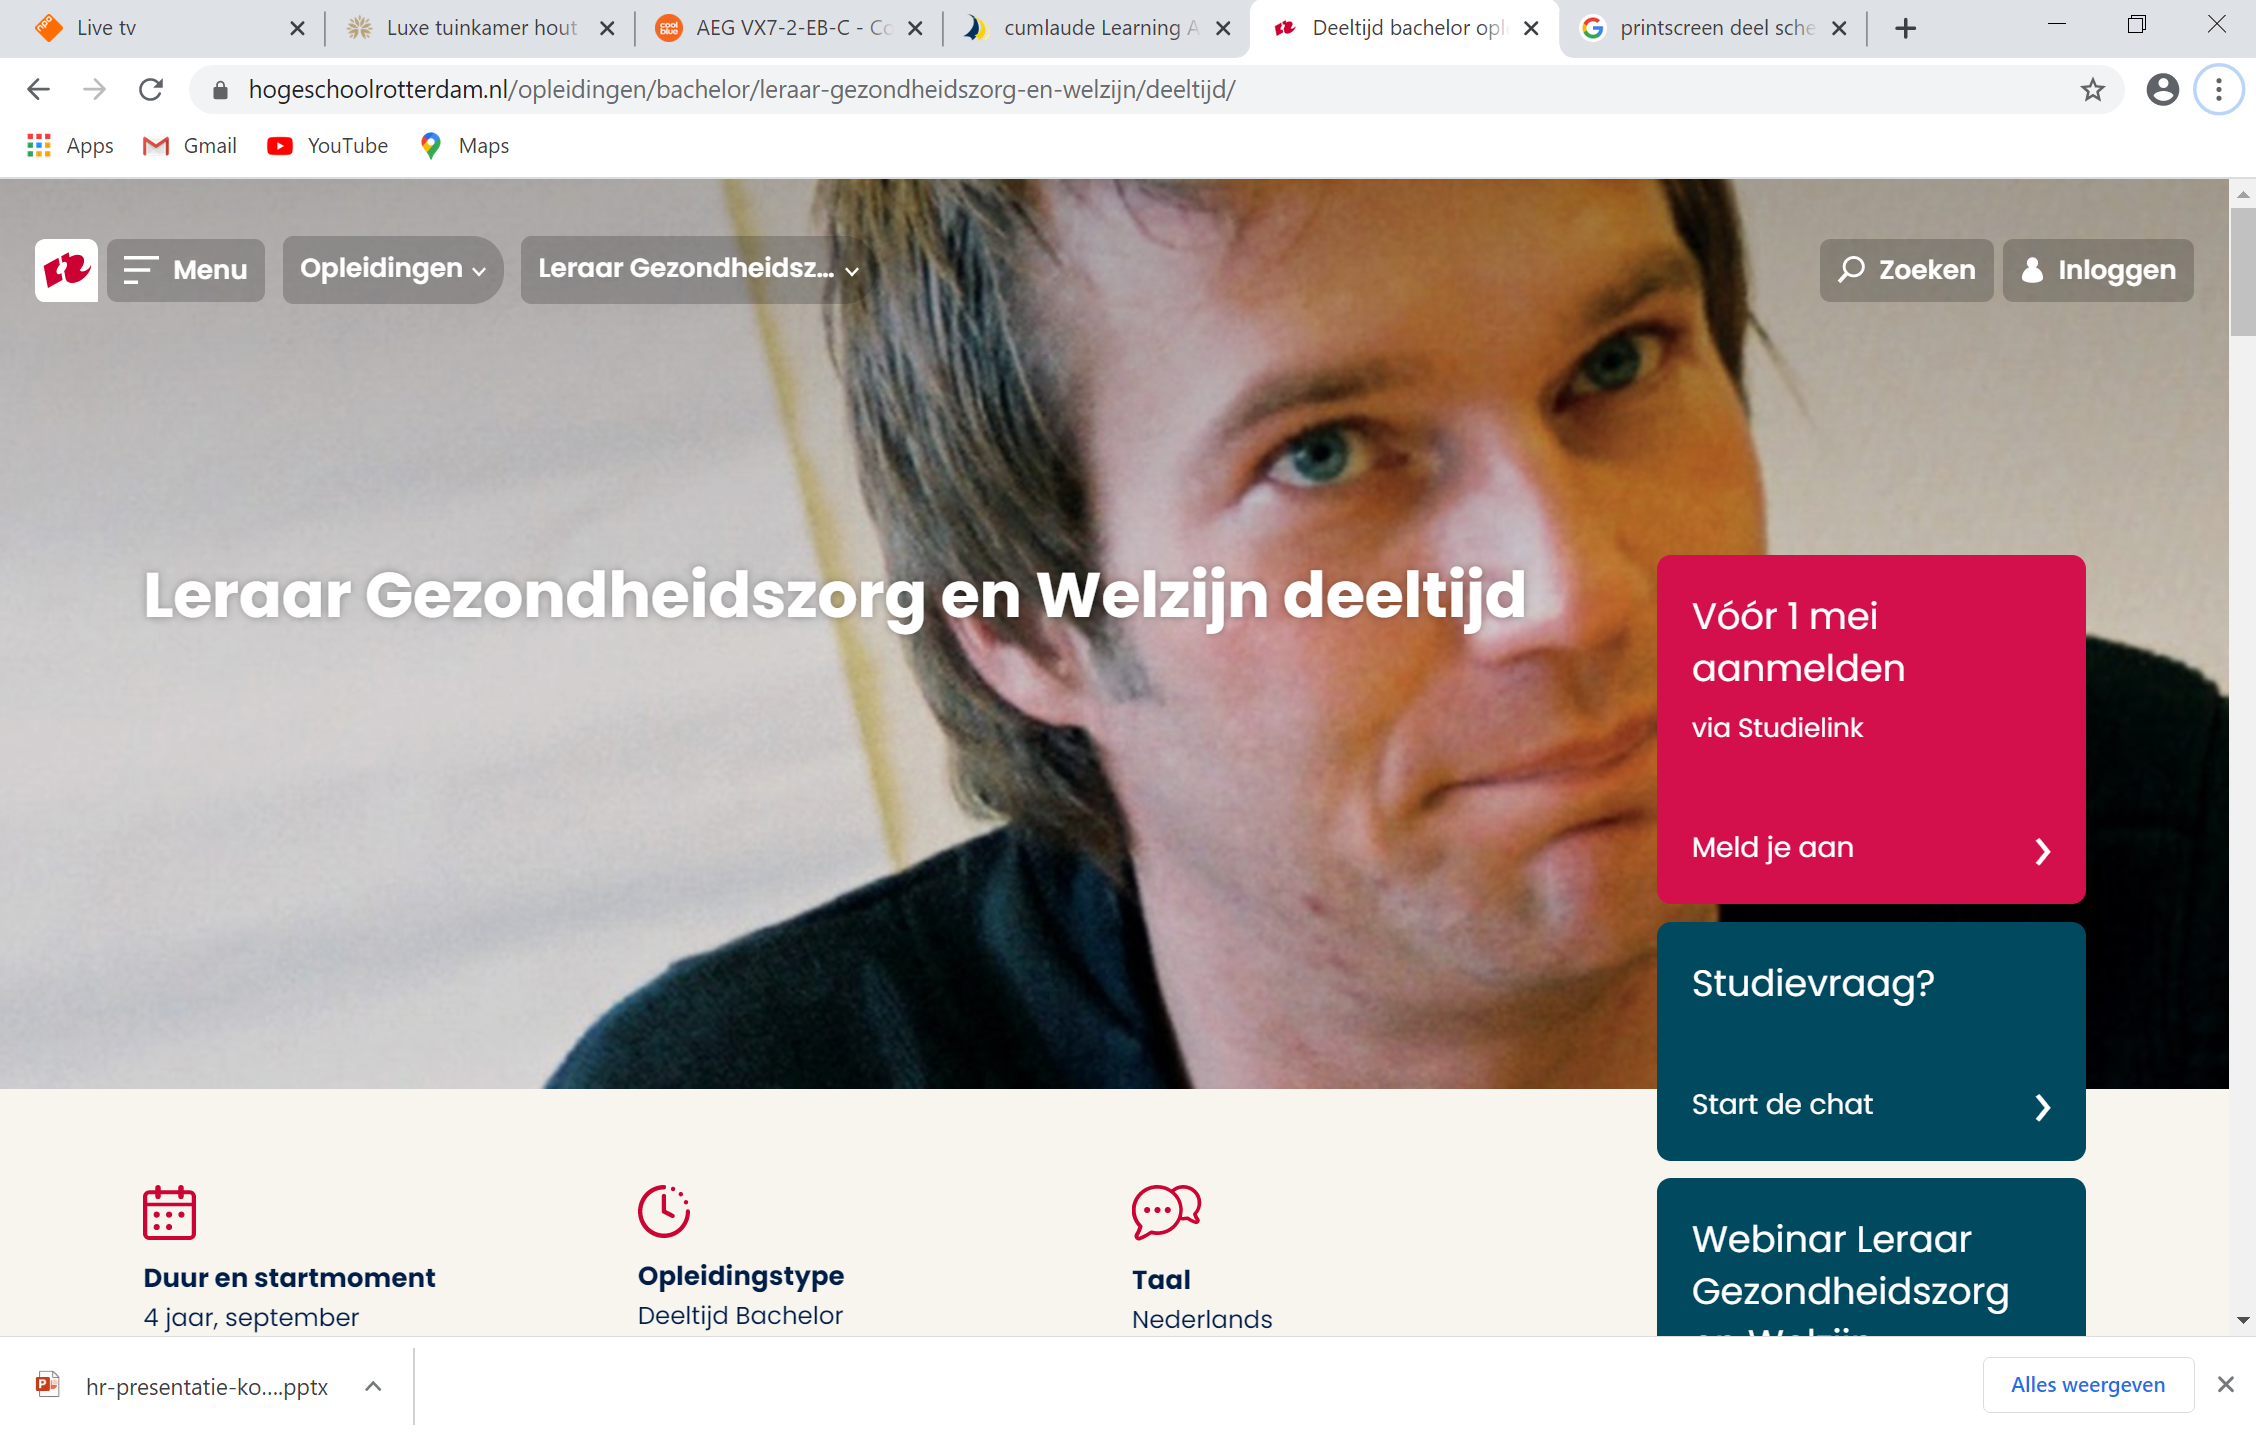 Live tv
Luxe tuinkamer hout
AEG VX7-2-EB-C - Co
cumlaude Learning A
Deeltijd bachelor opl
printscreen deel sche
hogeschoolrotterdam.nl/opleidingen/bachelor/leraar-gezondheidszorg-en-welzijn/deeltijd/
Apps
Gmail
YouTube
Maps
Menu
Opleidingen
Leraar Gezondheidsz...
Zoeken
Inloggen
Leraar Gezondheidszorg en Welzijn deeltijd
Vóór 1 mei
aanmelden
via Studielink
Meld je aan
Studievraag?
Start de chat
Webinar Leraar
Gezondheidszorg
en Welzijn
Duur en startmoment
4 jaar, september
Opleidingstype
Deeltijd Bachelor
Taal
Nederlands
hr-presentatie-ko....pptx
Alles weergeven